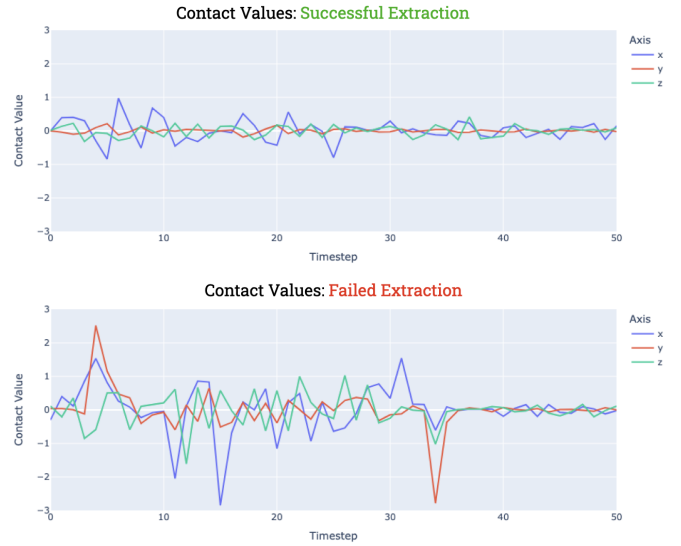 Contact Values: Successful Extraction
3
2
1
0
−1
−2
−3
0
10
20
30
40
50
Contact Value
Timestep
Axis
x
y
z
Contact Values: Failed Extraction
3
2
1
0
−1
−2
−3
0
10
20
30
40
50
Contact Value
Timestep
Axis
x
y
z